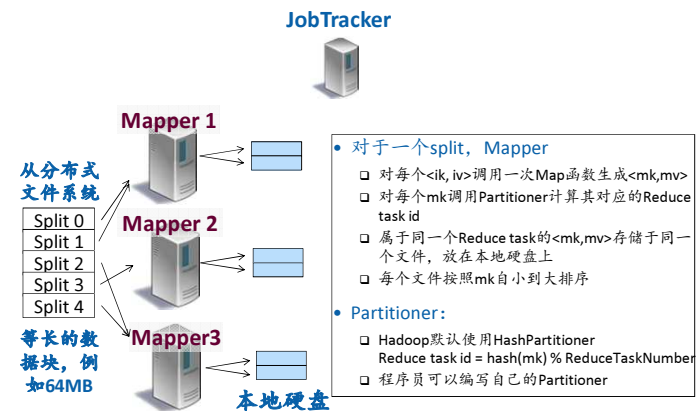 JobTracker
Mapper 1
从分布式
文件系统
Split 0
Split 1
Split 2
Split 3
Split 4
等长的数
据块，例
如64MB
Mapper 2
Mapper3
本地硬盘
• 对于一个split，Mapper
对每个<ik, iv>调用一次Map函数生成<mk,mv>
对每个mk调用Partitioner计算其对应的Reduce
task id
属于同一个Reduce task的<mk,mv>存储于同一
个文件，放在本地硬盘上
每个文件按照mk自小到大排序
• Partitioner：
Hadoop默认使用HashPartitioner
Reduce task id = hash(mk) % ReduceTaskNumber
程序员可以编写自己的Partitioner